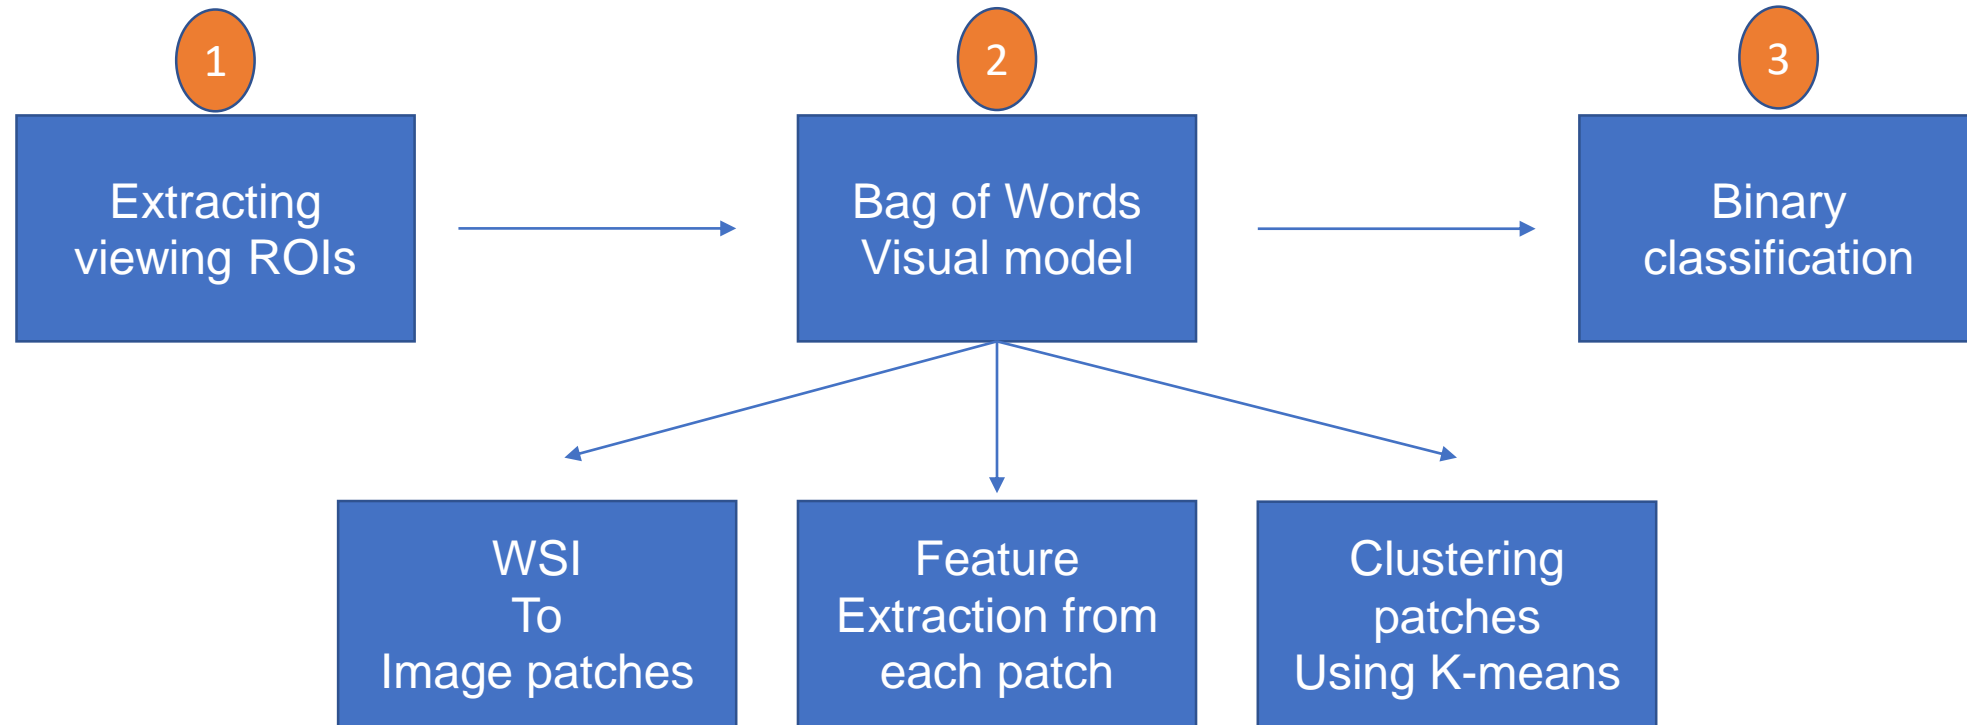 1
2
3
Extracting
viewing ROIs
Bag of Words
Visual model
Binary
classification
WSI
To
Image patches
Feature
Extraction from
each patch
Clustering
patches
Using K-means